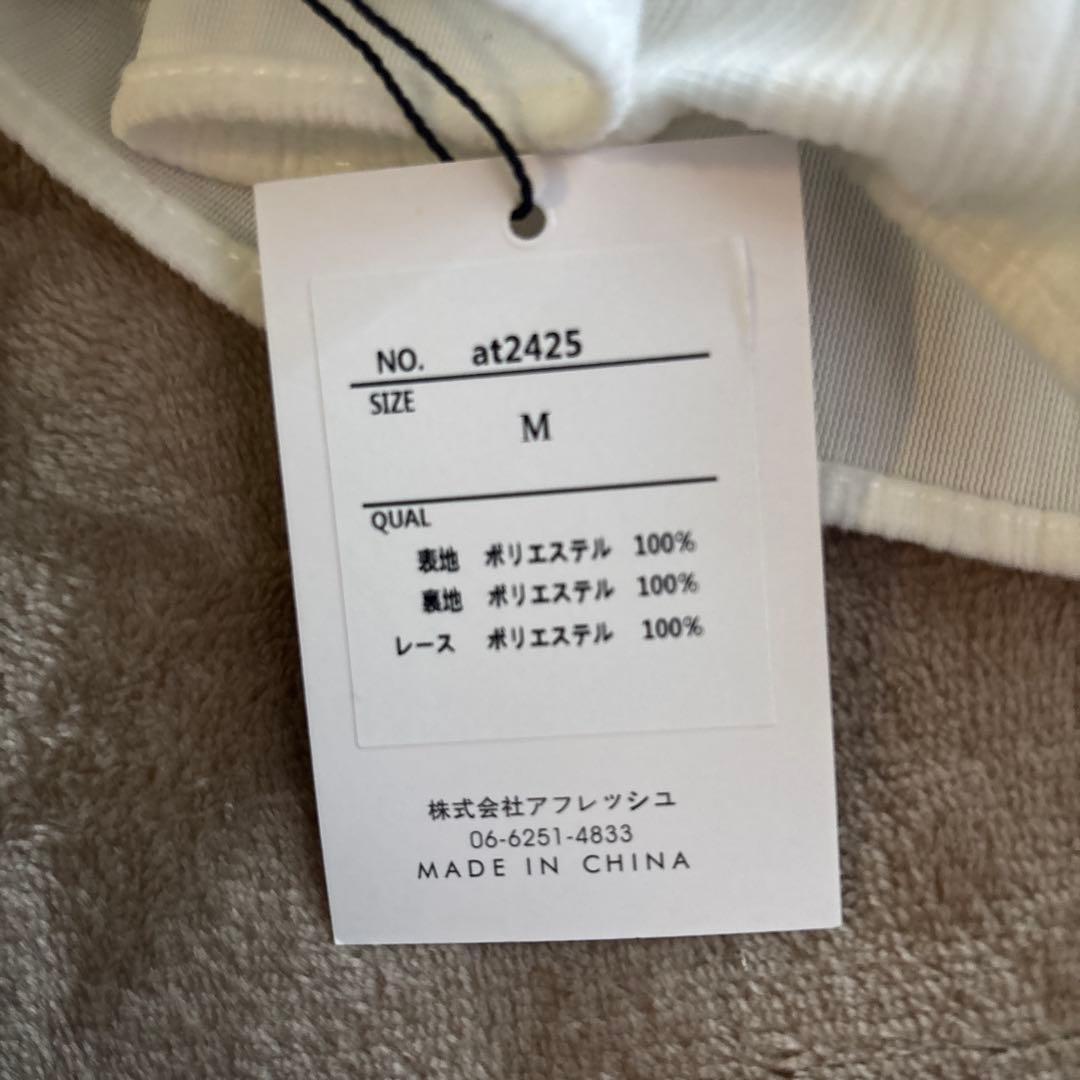 NO. at2425
SIZE
M
QUAL
表地 ポリエステル 100%
裏地 ポリエステル 100%
レース ポリエステル 100%
株式会社アフレッシュ
06-6251-4833
MADE IN CHINA